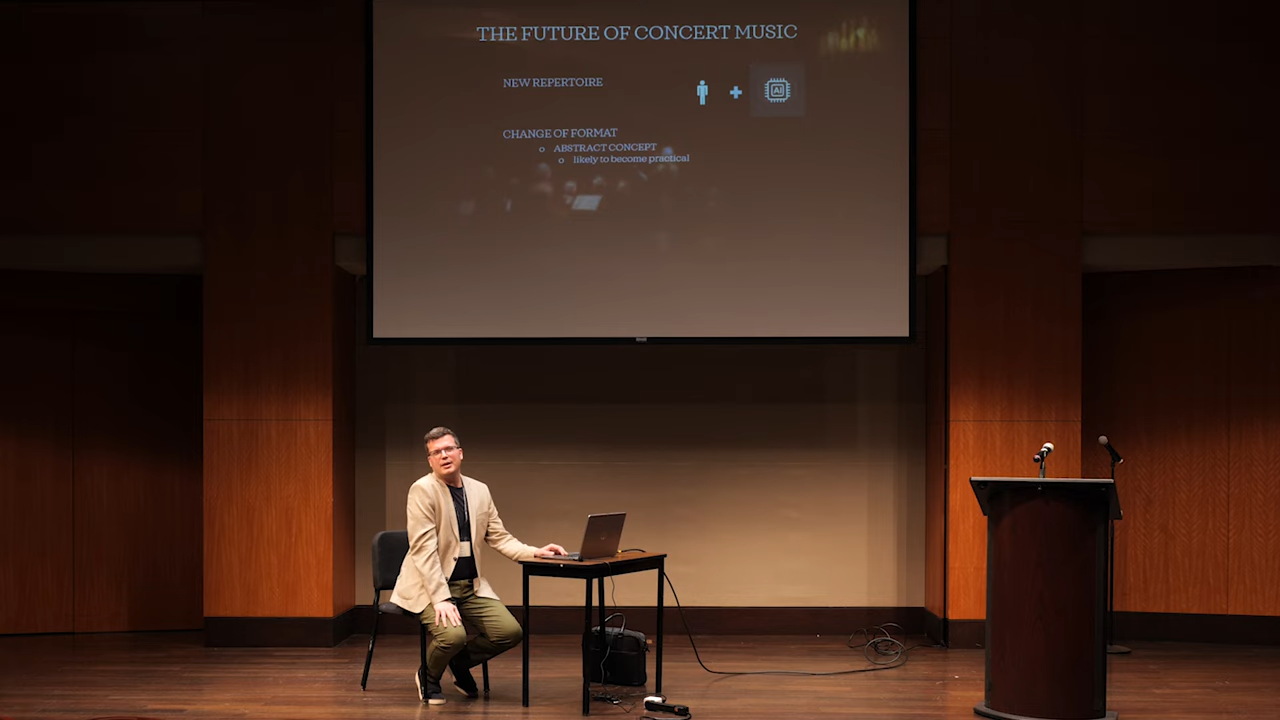 THE FUTURE OF CONCERT MUSIC
NEW REPERTOIRE
AI
CHANGE OF FORMAT
ABSTRACT CONCEPT
likely to become practical